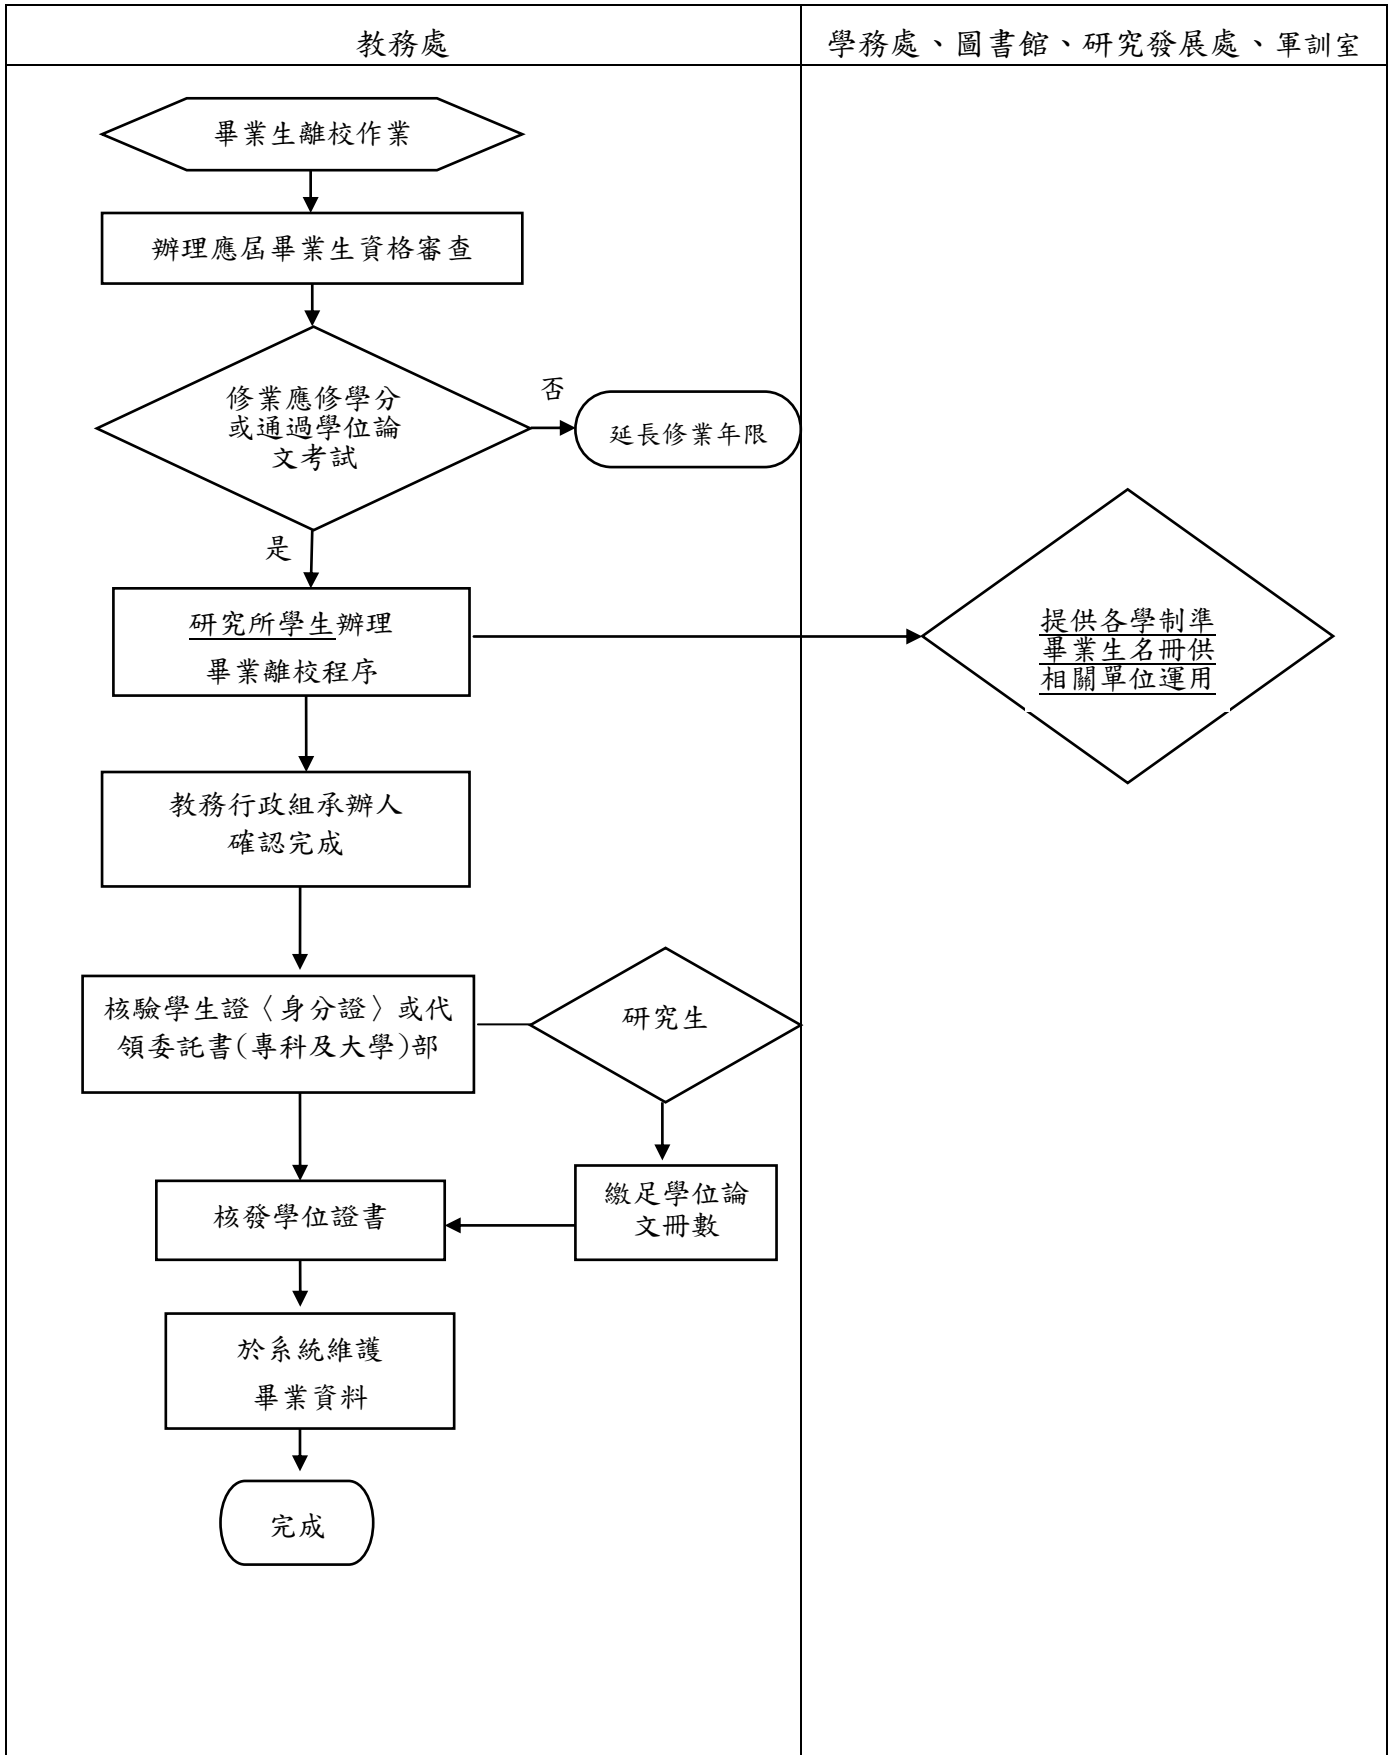 教務處
學務處、圖書館、研究發展處、軍訓室
畢業生離校作業
辦理應屆畢業生資格審查
修業應修學分
或通過學位論
文考試
否
延長修業年限
是
研究所學生辦理
畢業離校程序
提供各學制準
畢業生名冊供
相關單位運用
教務行政組承辦人
確認完成
核驗學生證〈身分證〉或代
領委託書(專科及大學)部
研究生
繳足學位論
文冊數
核發學位證書
於系統維護
畢業資料
完成